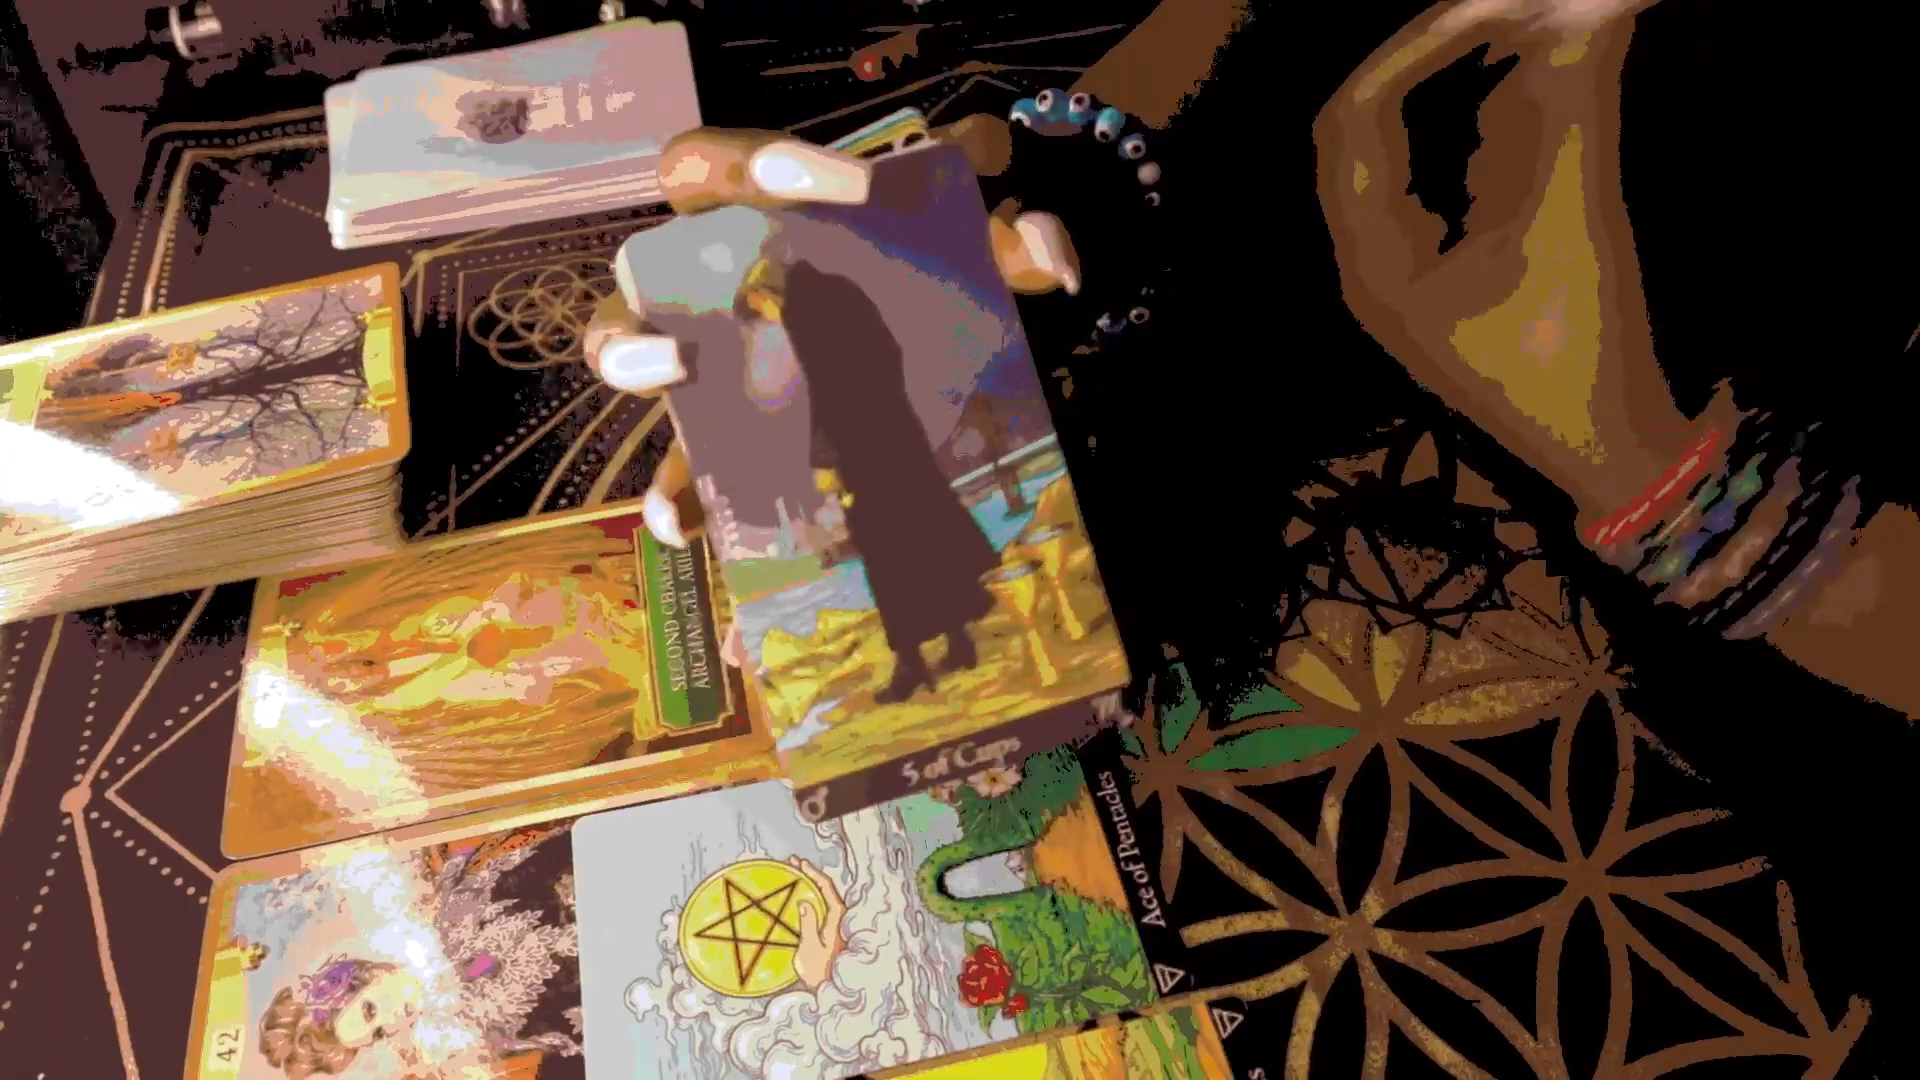 SECOND CHAKRA
ARCHANGEL ARIEL
5 of Cups
Ace of Pentacles
42